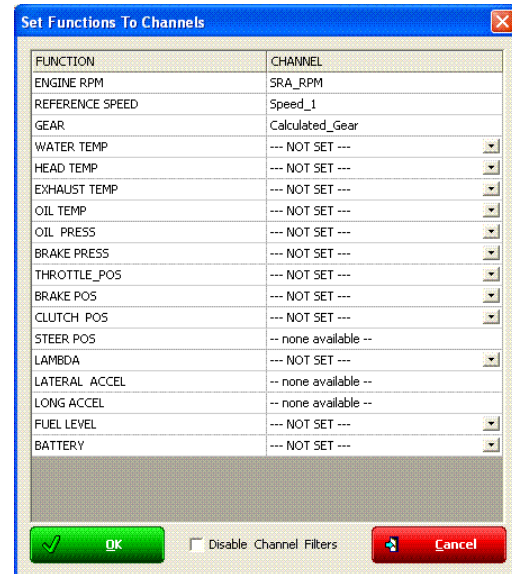 Set Functions To Channels
FUNCTION CHANNEL
ENGINE RPM SRA_RPM
REFERENCE SPEED Speed_1
GEAR Calculated_Gear
WATER TEMP --- NOT SET ---
HEAD TEMP --- NOT SET ---
EXHAUST TEMP --- NOT SET ---
OIL TEMP --- NOT SET ---
OIL PRESS --- NOT SET ---
BRAKE PRESS --- NOT SET ---
THROTTLE_POS --- NOT SET ---
BRAKE POS --- NOT SET ---
CLUTCH POS --- NOT SET ---
STEER POS -- none available --
LAMBDA --- NOT SET ---
LATERAL ACCEL -- none available --
LONG ACCEL -- none available --
FUEL LEVEL --- NOT SET ---
BATTERY --- NOT SET ---
OK Disable Channel Filters Cancel